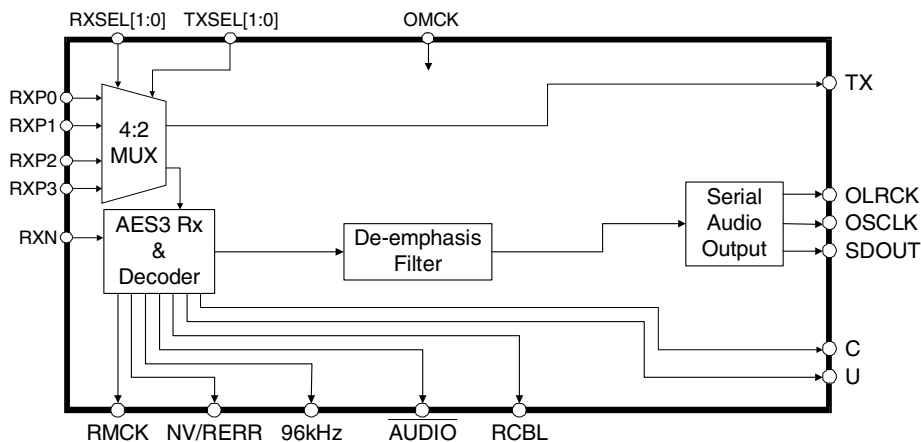 RXSEL[1:0] TXSEL[1:0] OMCK
RXP0
RXP1
RXP2
RXP3
RXN
4:2
MUX
TX
AES3 Rx
&
Decoder
De-emphasis
Filter
Serial
Audio
Output
OLRCK
OSCLK
SDOUT
C
U
RMCK NV/RERR 96kHz AUDIO RCBL